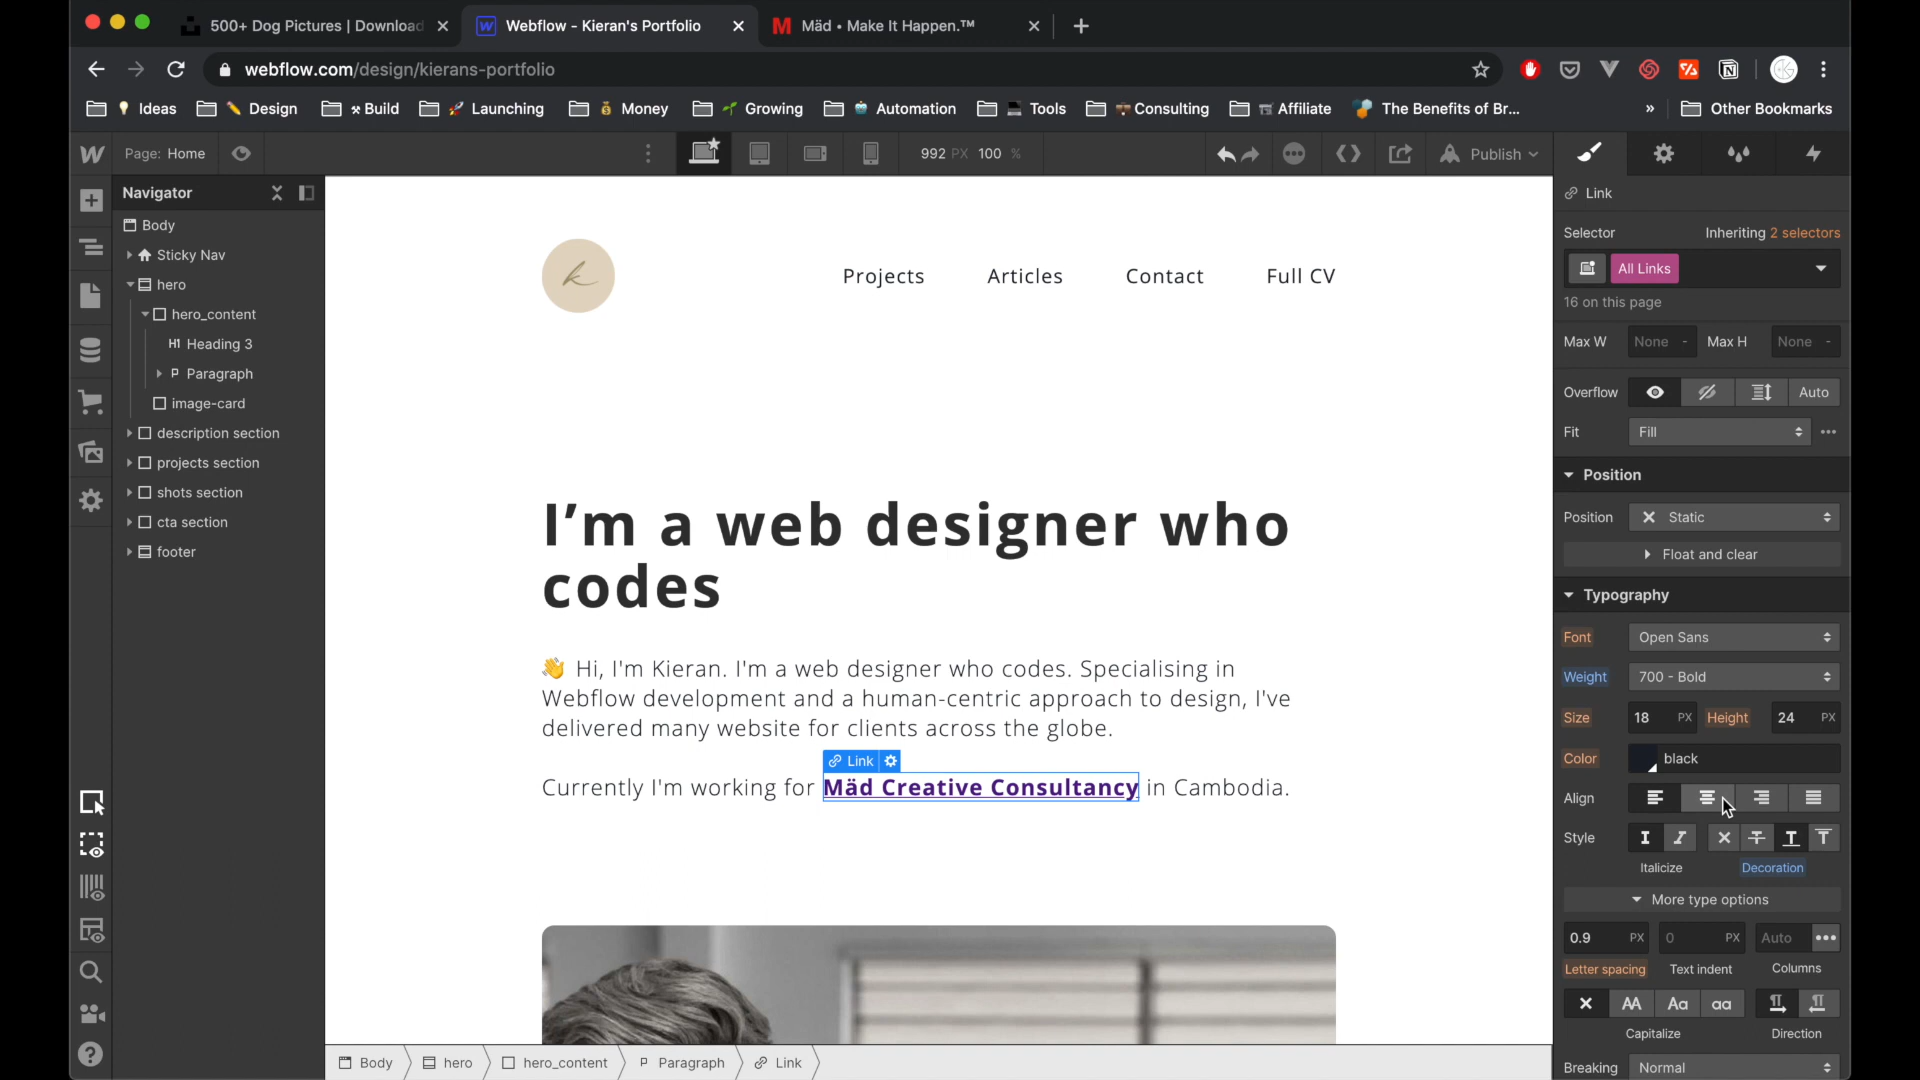 500+ Dog Pictures | Download
Webflow - Kieran's Portfolio
Mäd • Make It Happen.™
webflow.com/design/kierans-portfolio
Ideas
Design
Build
Launching
Money
Growing
Automation
Tools
Consulting
Affiliate
The Benefits of Br...
»
Other Bookmarks
Page: Home
992 PX 100 %
Publish
Navigator
Body
Sticky Nav
hero
hero_content
H1 Heading 3
P Paragraph
image-card
description section
projects section
shots section
cta section
footer
k
Projects
Articles
Contact
Full CV
I’m a web designer who
codes
👋 Hi, I'm Kieran. I'm a web designer who codes. Specialising in
Webflow development and a human-centric approach to design, I've
delivered many website for clients across the globe.
Link
Currently I'm working for Mäd Creative Consultancy in Cambodia.
Body
hero
hero_content
P Paragraph
Link
Link
Selector
Inheriting 2 selectors
All Links
16 on this page
Max W None -
Max H None -
Overflow
Auto
Fit Fill
Position
Position Static
Float and clear
Typography
Font Open Sans
Weight 700 - Bold
Size 18 PX Height 24 PX
Color black
Align
Style
Italicize
Decoration
More type options
0.9 PX
0 PX
Auto
Letter spacing
Text indent
Columns
AA Aa aa
Capitalize
Direction
Breaking Normal